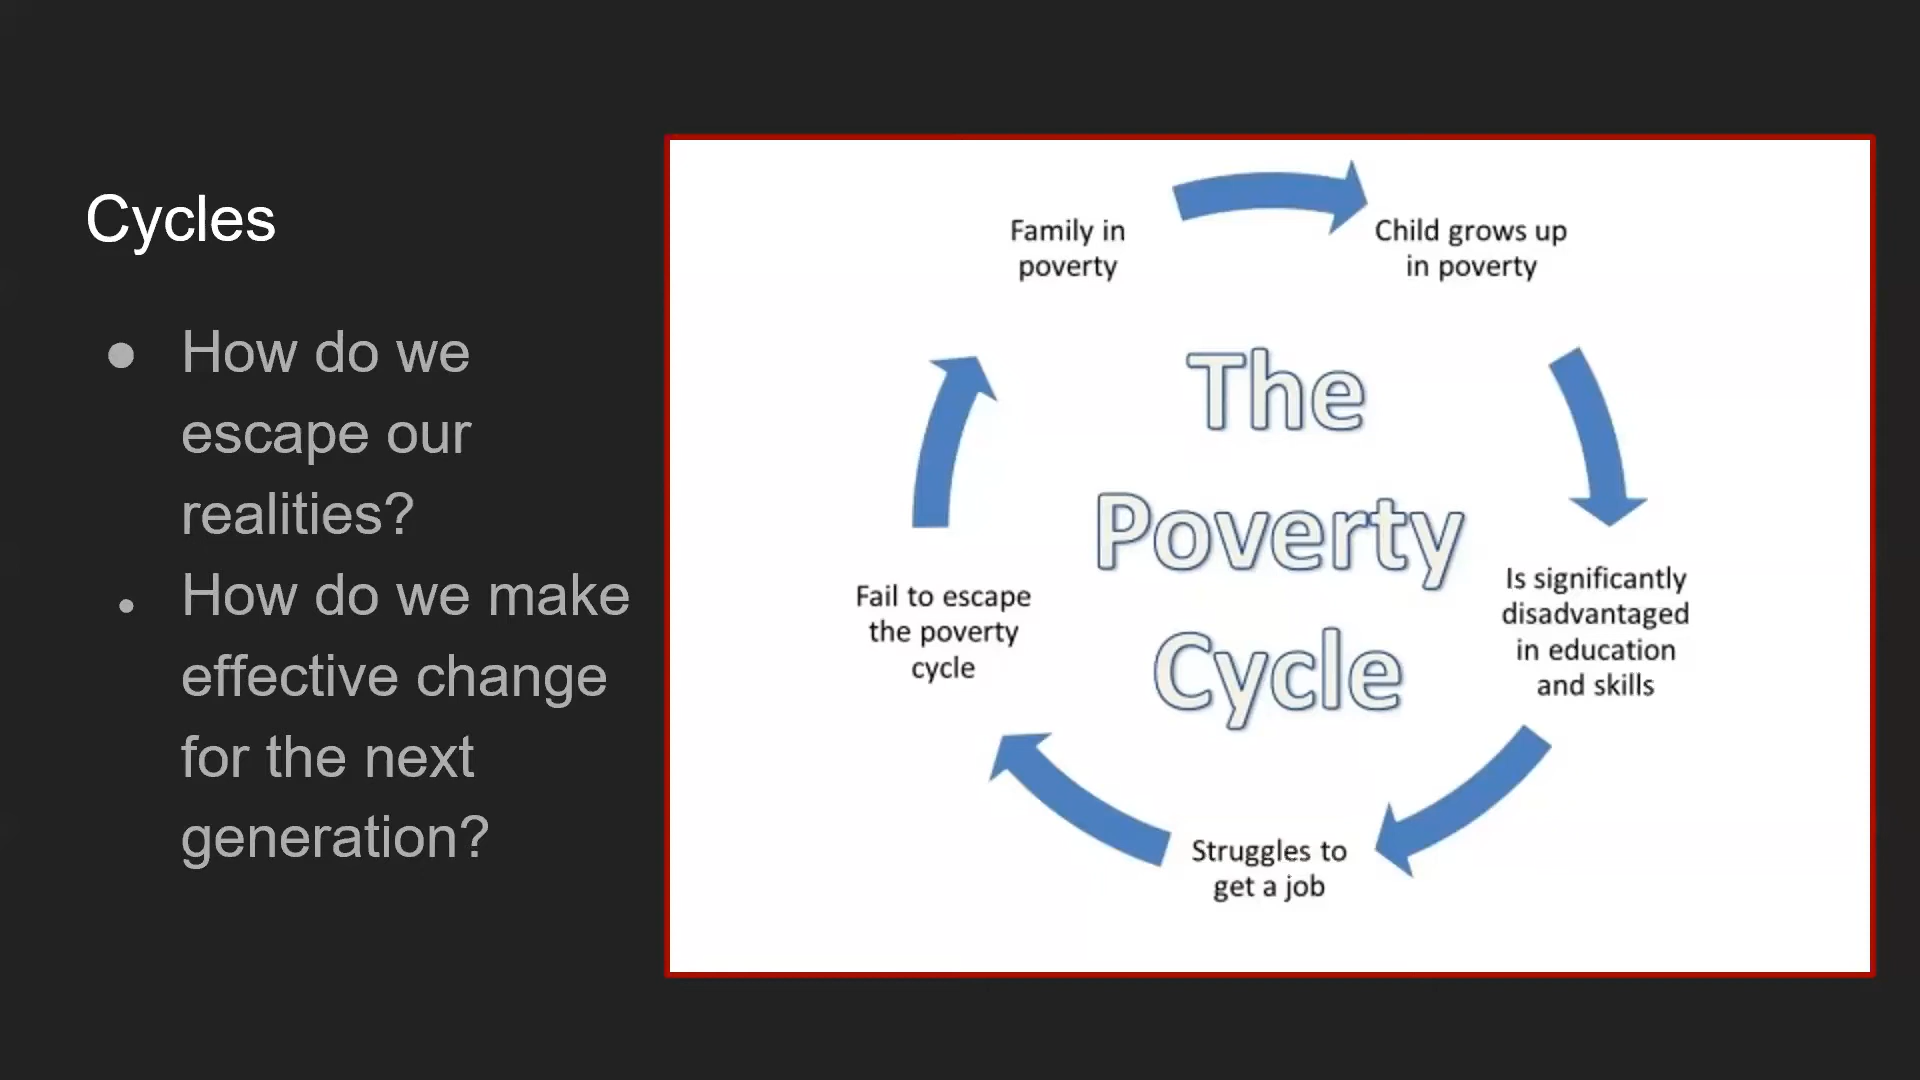 Cycles
● How do we
escape our
realities?
● How do we make
effective change
for the next
generation?
Family in
poverty
Child grows up
in poverty
The
Poverty
Cycle
Is significantly
disadvantaged
in education
and skills
Struggles to
get a job
Fail to escape
the poverty
cycle